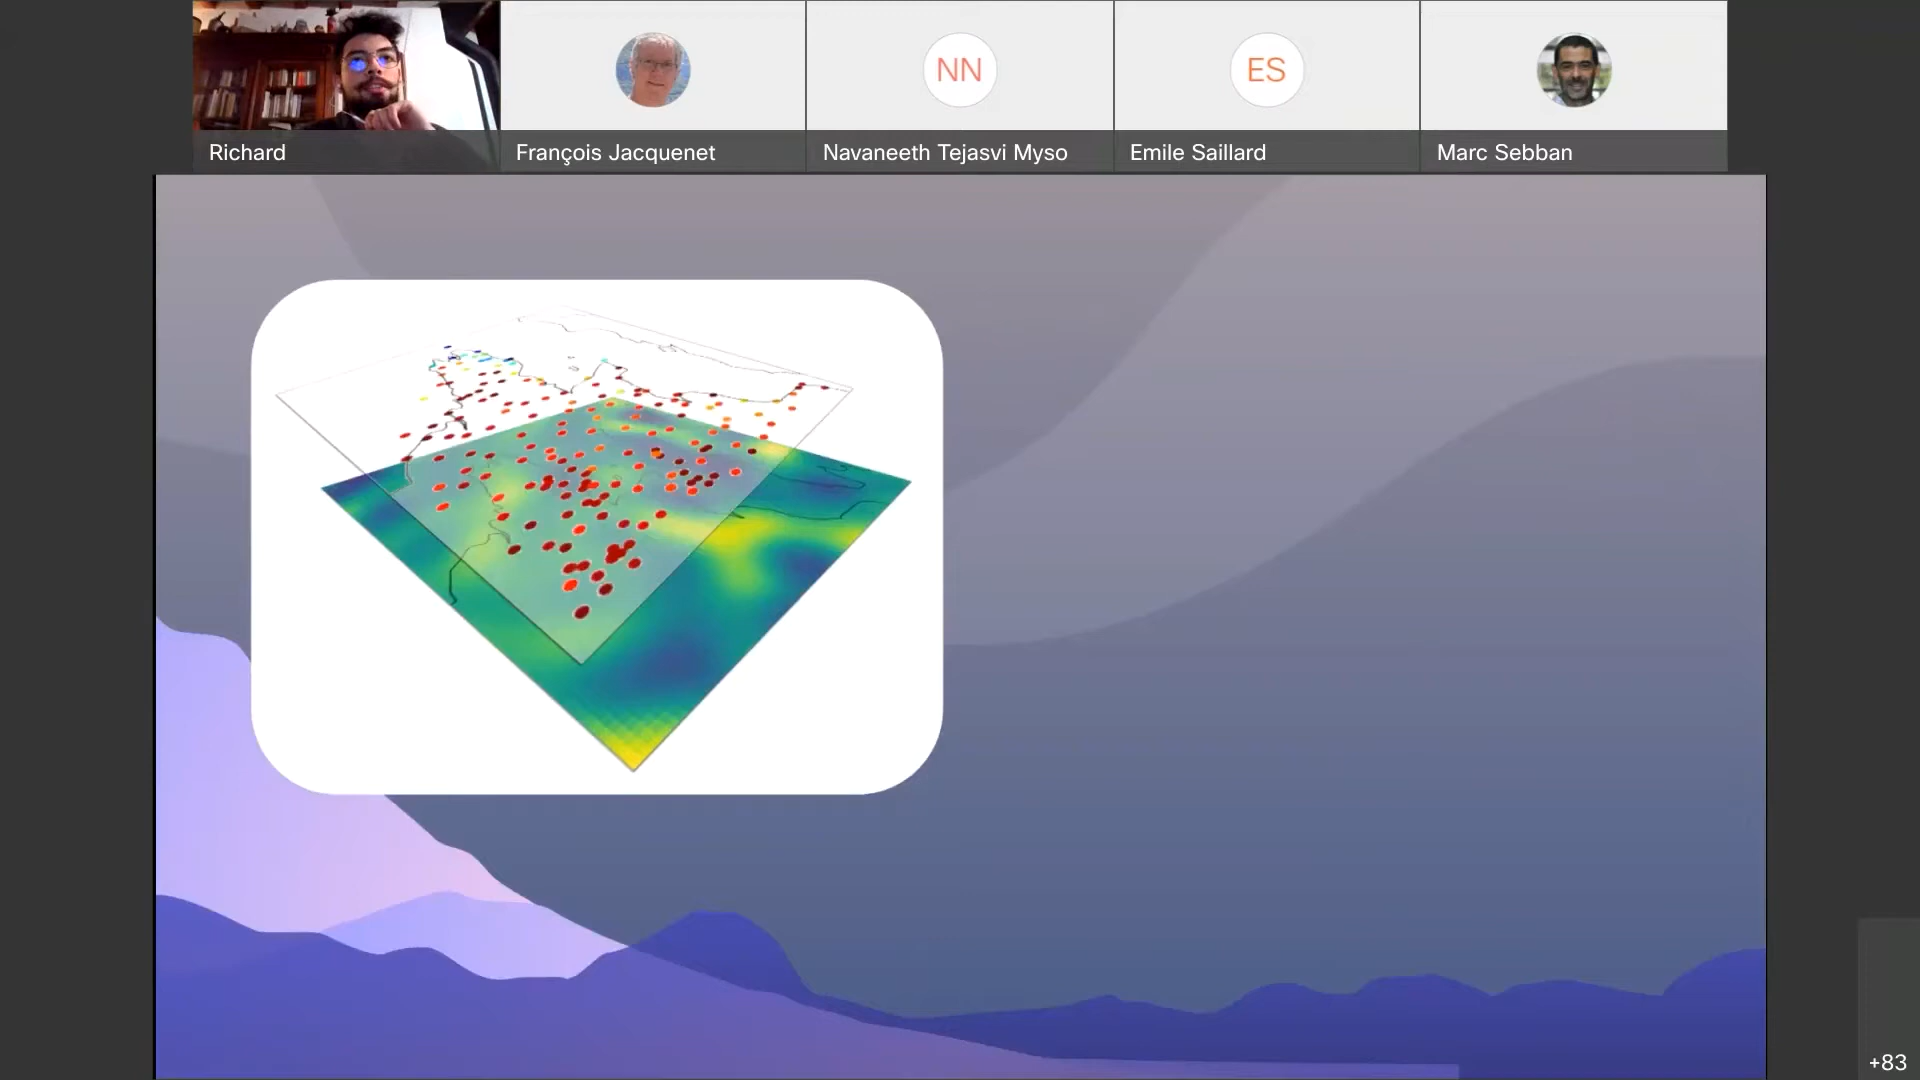 NN
ES
Richard
François Jacquenet
Navaneeth Tejasvi Myso
Emile Saillard
Marc Sebban
+83